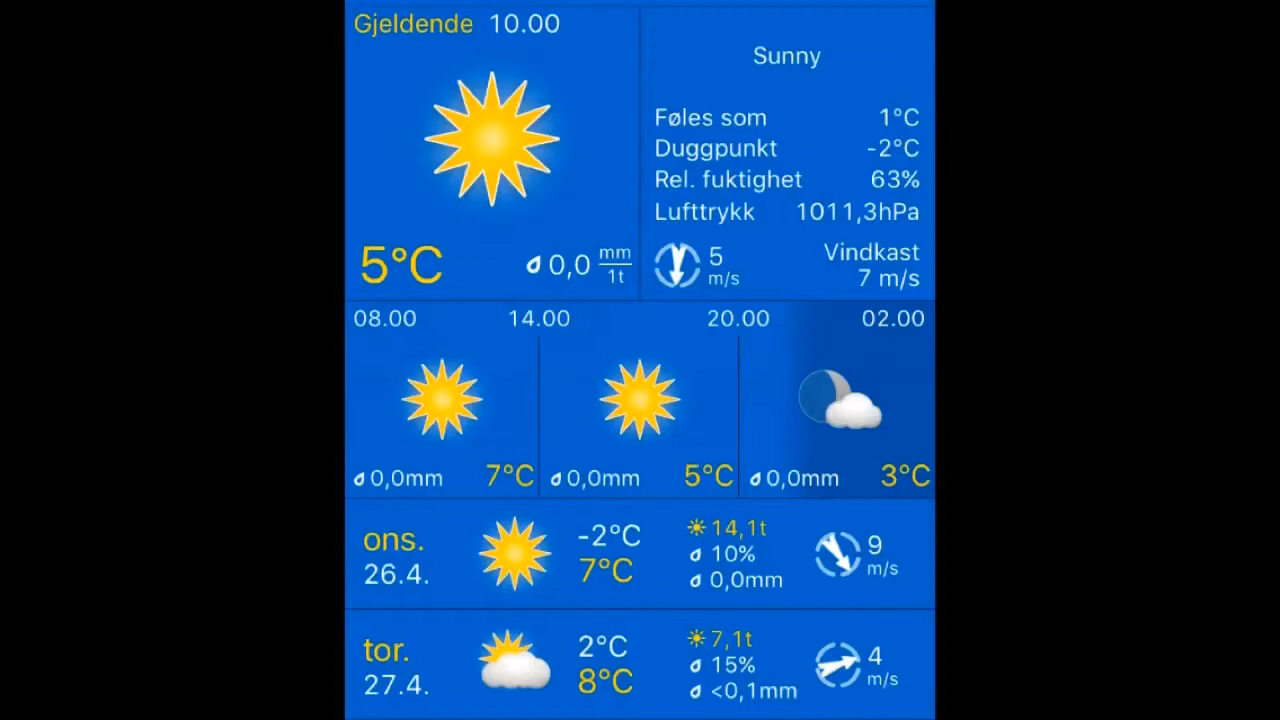 Gjeldende 10.00
5°C
0,0 mm
1t
Sunny
Føles som 1°C
Duggpunkt -2°C
Rel. fuktighet 63%
Lufttrykk 1011,3hPa
5 m/s
Vindkast
7 m/s
08.00 14.00 20.00 02.00
0,0mm 7°C 0,0mm 5°C 0,0mm 3°C
ons.
26.4.
-2°C
7°C
14,1t
10%
0,0mm
9
m/s
tor.
27.4.
2°C
8°C
7,1t
15%
<0,1mm
4
m/s